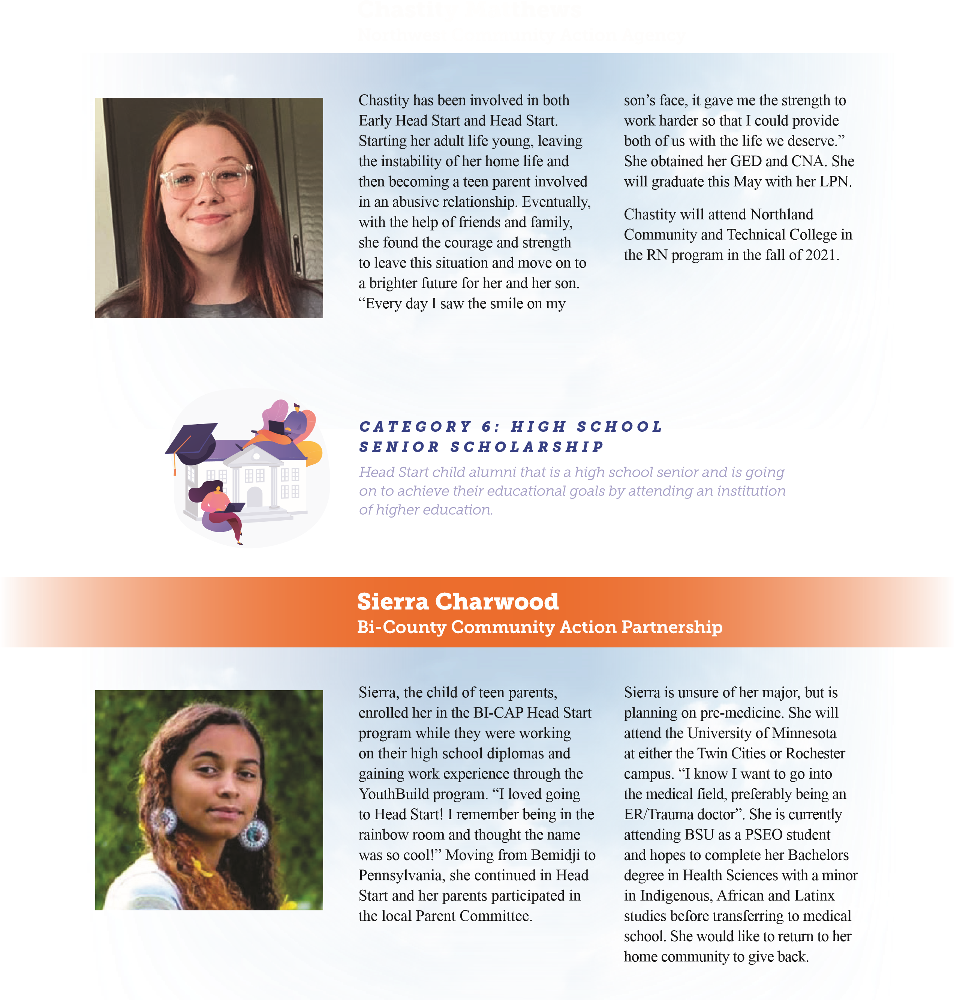 Chastity Matthews
Northwest Community Action Agency
Chastity has been involved in both
Early Head Start and Head Start.
Starting her adult life young, leaving
the instability of her home life and
then becoming a teen parent involved
in an abusive relationship. Eventually,
with the help of friends and family,
she found the courage and strength
to leave this situation and move on to
a brighter future for her and her son.
“Every day I saw the smile on my
son’s face, it gave me the strength to
work harder so that I could provide
both of us with the life we deserve.”
She obtained her GED and CNA. She
will graduate this May with her LPN.
Chastity will attend Northland
Community and Technical College in
the RN program in the fall of 2021.
CATEGORY 6: HIGH SCHOOL
SENIOR SCHOLARSHIP
Head Start child alumni that is a high school senior and is going
on to achieve their educational goals by attending an institution
of higher education.
Sierra Charwood
Bi-County Community Action Partnership
Sierra, the child of teen parents,
enrolled her in the BI-CAP Head Start
program while they were working
on their high school diplomas and
gaining work experience through the
YouthBuild program. “I loved going
to Head Start! I remember being in the
rainbow room and thought the name
was so cool!” Moving from Bemidji to
Pennsylvania, she continued in Head
Start and her parents participated in
the local Parent Committee.
Sierra is unsure of her major, but is
planning on pre-medicine. She will
attend the University of Minnesota
at either the Twin Cities or Rochester
campus. “I know I want to go into
the medical field, preferably being an
ER/Trauma doctor”. She is currently
attending BSU as a PSEO student
and hopes to complete her Bachelors
degree in Health Sciences with a minor
in Indigenous, African and Latinx
studies before transferring to medical
school. She would like to return to her
home community to give back.